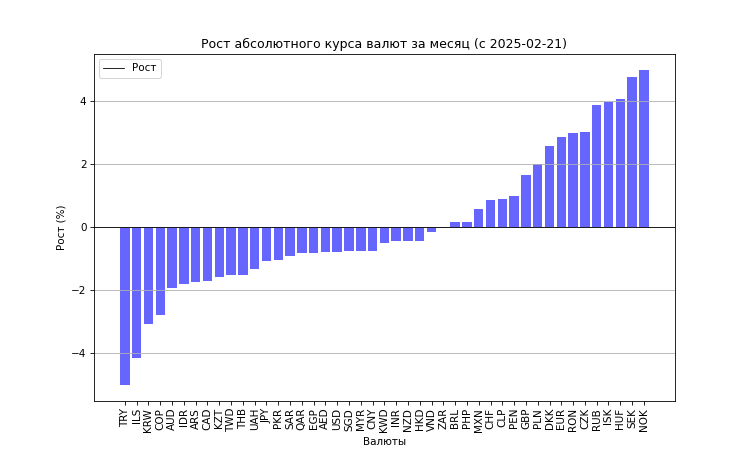 Рост абсолютного курса валют за месяц (с 2025-02-21)
Рост
4
2
0
−2
−4
Рост (%)
TRY ILS KRW COP AUD IDR ARS CAD KZT TWD THB UAH JPY PKR SAR QAR EGP AED USD SGD MYR CNY KWD INR NZD HKD VND ZAR BRL PHP MXN CHF CLP PEN GBP PLN DKK EUR RON CZK RUB ISK HUF SEK NOK
Валюты